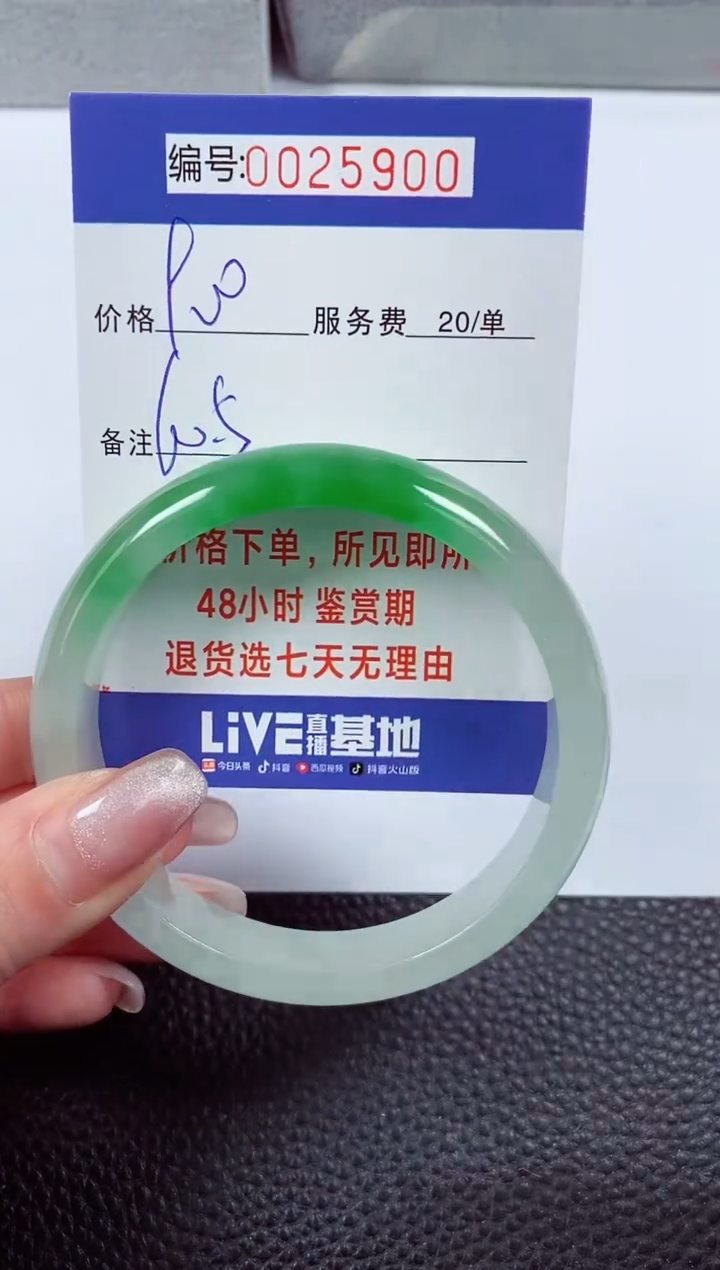 编号:0025900
价格 服务费 20/单
备注
价格下单，所见即所
48小时 鉴赏期
退货选七天无理由
LiVE直播基地
今日头条 抖音 西瓜视频 抖音火山版